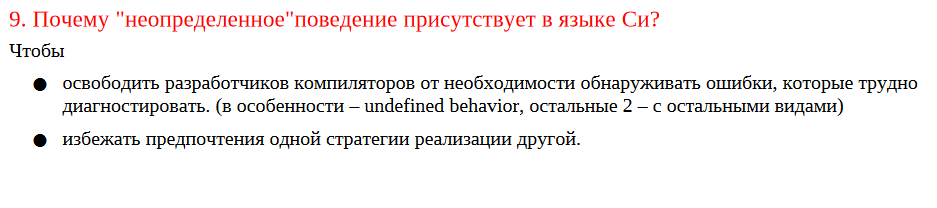 9. Почему "неопределенное"поведение присутствует в языке Си?
Чтобы
● освободить разработчиков компиляторов от необходимости обнаруживать ошибки, которые трудно
диагностировать. (в особенности – undefined behavior, остальные 2 – с остальными видами)
● избежать предпочтения одной стратегии реализации другой.